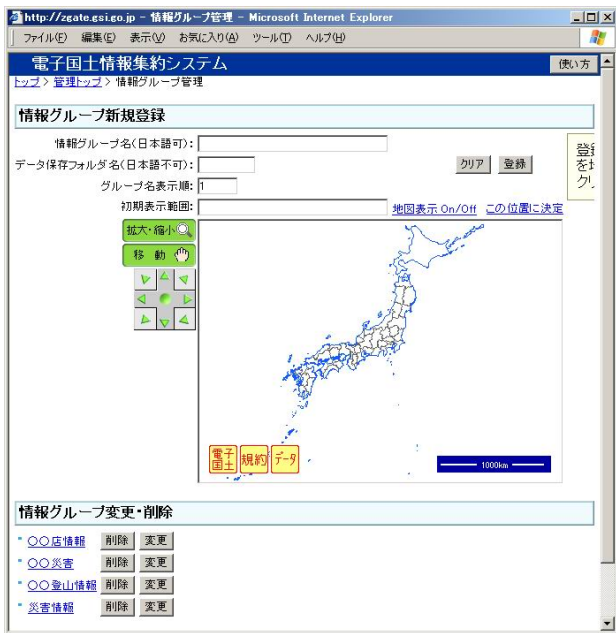 http://zgate.gsi.go.jp - 情報グループ管理 - Microsoft Internet Explorer
ファイル(F) 編集(E) 表示(V) お気に入り(A) ツール(T) ヘルプ(H)
電子国土情報集約システム 使い方
トップ > 管理トップ > 情報グループ管理
情報グループ新規登録
情報グループ名(日本語可):
データ保存フォルダ名(日本語不可): クリア 登録
グループ名表示順: 1
初期表示範囲: 地図表示 On/Off この位置に決定
拡大・縮小
移動
電子国土 規約 データ
1000km
情報グループ変更・削除
〇〇店情報 削除 変更
〇〇災害 削除 変更
〇〇登山情報 削除 変更
災害情報 削除 変更